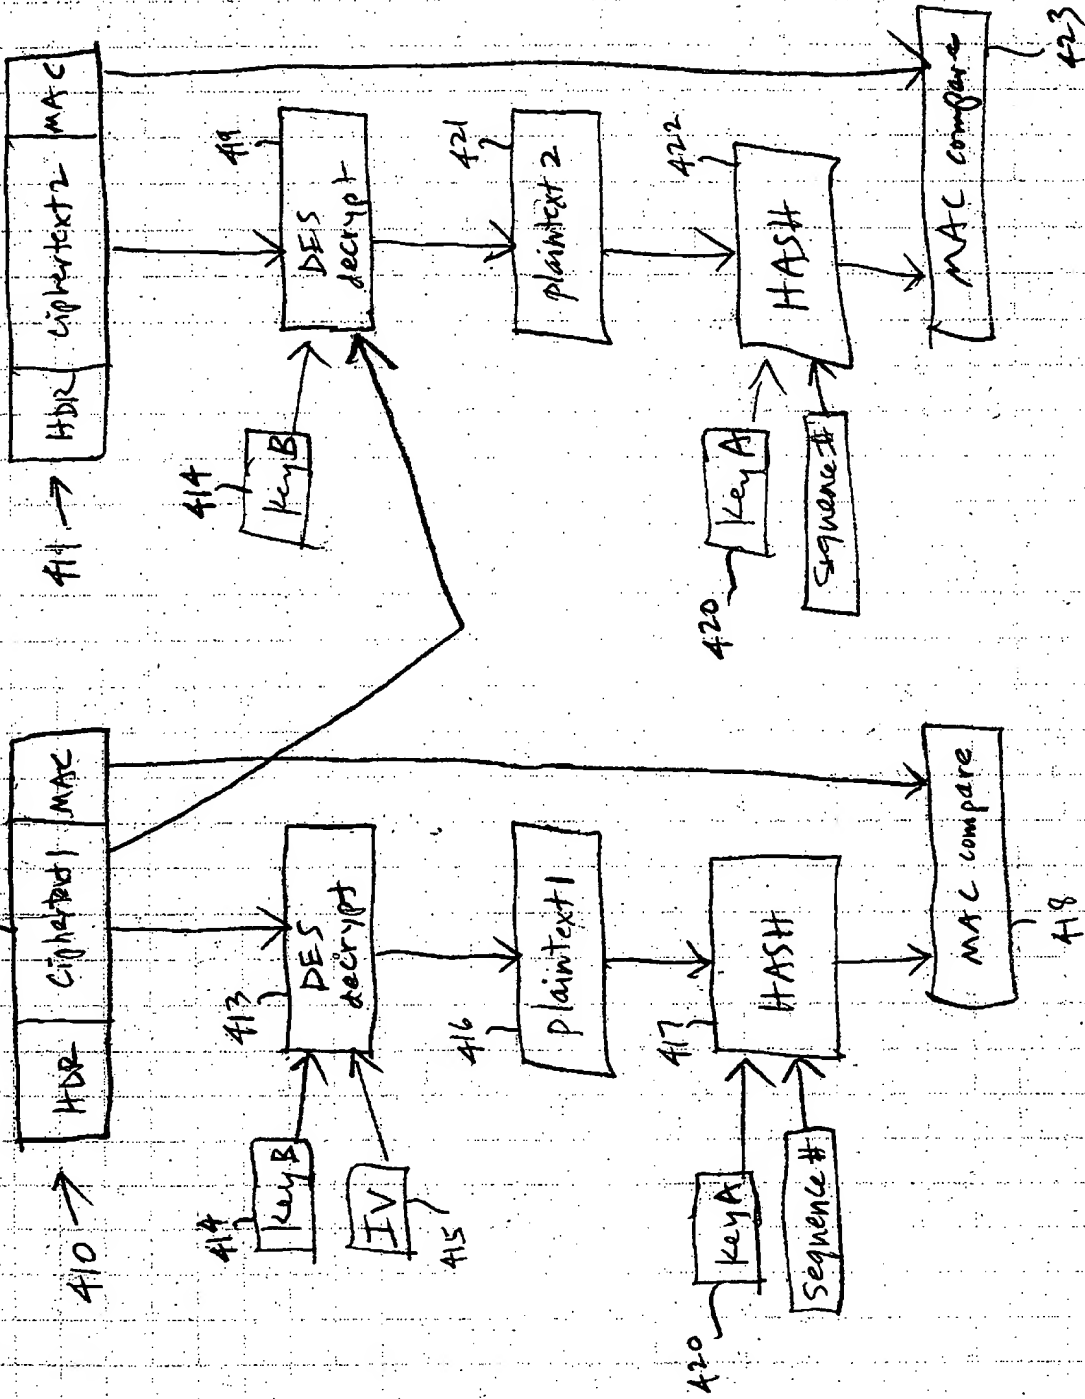 410 →
HDR
ciphertext1
MAC
413
DES
decrypt
414
key B
IV
415
416
plaintext1
417
HASH
420
key A
sequence #
MAC compare
418
411 →
HDR
ciphertext2
MAC
419
DES
decrypt
414
key B
421
plaintext 2
422
HASH
420
key A
sequence #
MAC compare
423